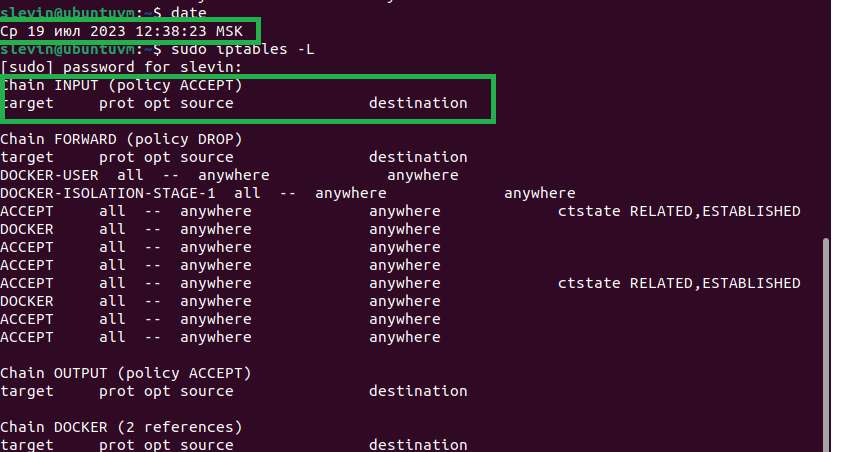 slevin@ubuntuvm:~$ date
Ср 19 июл 2023 12:38:23 MSK
slevin@ubuntuvm:~$ sudo iptables -L
[sudo] password for slevin:
Chain INPUT (policy ACCEPT)
target     prot opt source               destination
Chain FORWARD (policy DROP)
target     prot opt source               destination
DOCKER-USER  all  --  anywhere             anywhere
DOCKER-ISOLATION-STAGE-1  all  --  anywhere             anywhere
ACCEPT     all  --  anywhere             anywhere             ctstate RELATED,ESTABLISHED
DOCKER     all  --  anywhere             anywhere
ACCEPT     all  --  anywhere             anywhere
ACCEPT     all  --  anywhere             anywhere
ACCEPT     all  --  anywhere             anywhere             ctstate RELATED,ESTABLISHED
DOCKER     all  --  anywhere             anywhere
ACCEPT     all  --  anywhere             anywhere
ACCEPT     all  --  anywhere             anywhere
Chain OUTPUT (policy ACCEPT)
target     prot opt source               destination
Chain DOCKER (2 references)
target     prot opt source               destination